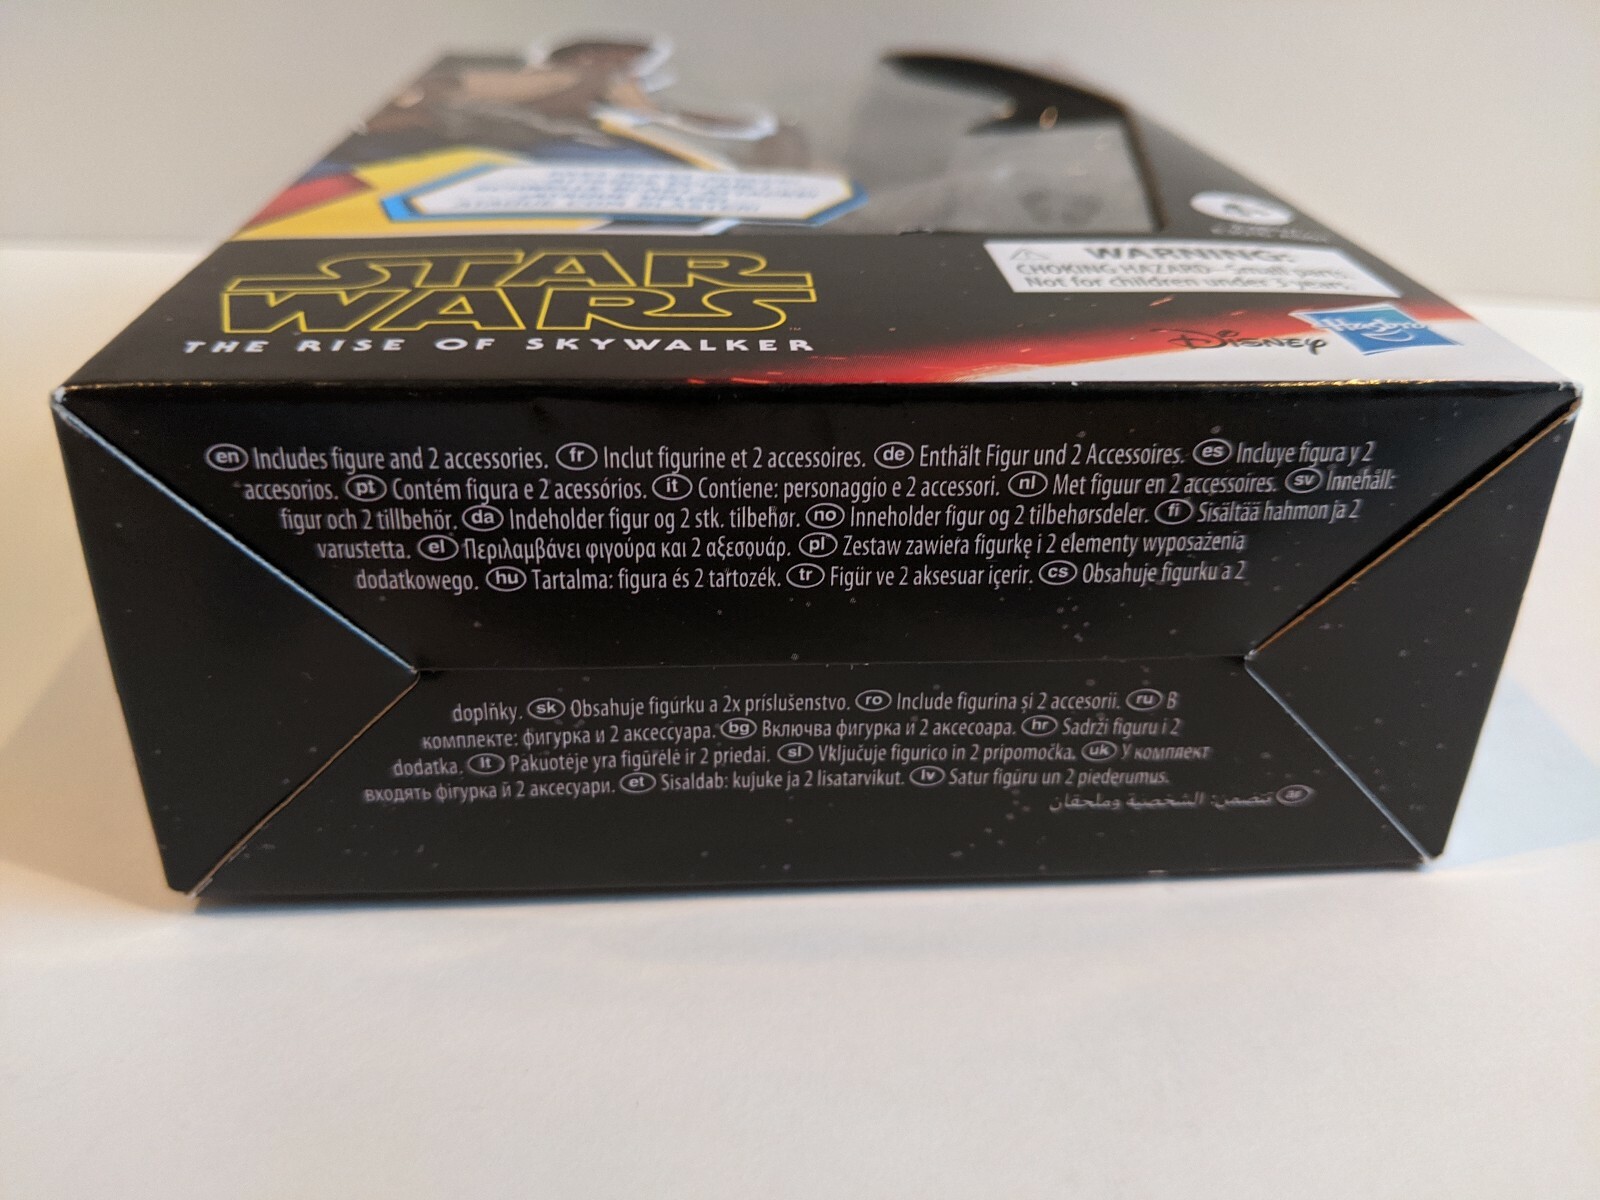 STAR
WARS
THE RISE OF SKYWALKER
WARNING:
CHOKING HAZARD—Small parts.
Not for children under 3 years.
Disney
Hasbro
en Includes figure and 2 accessories. fr Inclut figurine et 2 accessoires. de Enthält Figur und 2 Accessoires. es Incluye figura y 2
accesorios. pt Contém figura e 2 acessórios. it Contiene: personaggio e 2 accessori. nl Met figuur en 2 accessoires. sv Innehåll:
figur och 2 tillbehör. da Indeholder figur og 2 stk. tilbehør. no Inneholder figur og 2 tilbehørsdeler. fi Sisältää hahmon ja 2
varustetta. el Περιλαμβάνει φιγούρα και 2 αξεσουάρ. pl Zestaw zawiera figurkę i 2 elementy wyposażenia
dodatkowego. hu Tartalma: figura és 2 tartozék. tr Figür ve 2 aksesuar içerir. cs Obsahuje figurku a 2
doplňky. sk Obsahuje figúrku a 2x príslušenstvo. ro Include figurina și 2 accesorii. ru В
комплекте: фигурка и 2 аксессуара. bg Включва фигурка и 2 аксесоара. hr Sadrži figuru i 2
dodatka. lt Pakuotėje yra figūrėlė ir 2 priedai. sl Vključuje figurico in 2 pripomočka. uk У комплект
входять фігурка й 2 аксесуари. et Sisaldab: kujuke ja 2 lisatarvikut. lv Satur figūru un 2 piederumus.
ar تتضمن: الشخصية وملحقان